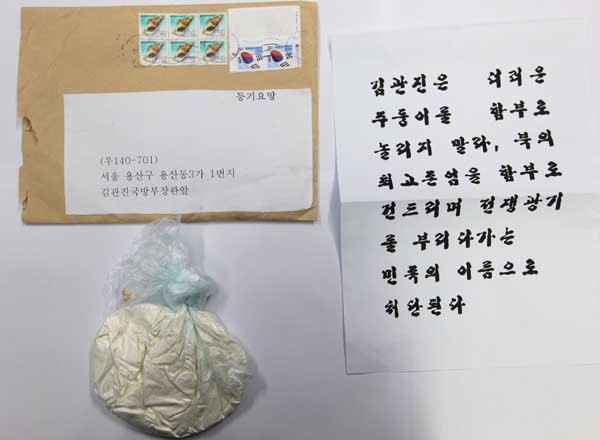 등기요망
(우140-701)
서울 용산구 용산동3가 1번지
김관진국방부장관앞
김관진은 더러운
주둥이를 함부로
놀리지 말라, 북의
최고존엄을 함부로
건드리며 전쟁광기
를 부리다가는
민족의 이름으로
처단된다